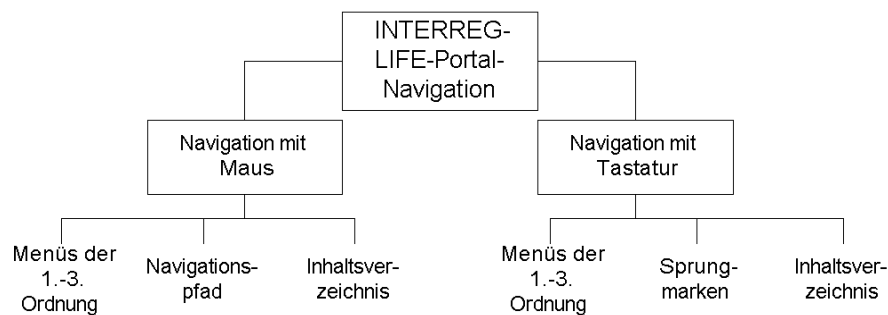 INTERREG-
LIFE-Portal-
Navigation
Navigation mit
Maus
Navigation mit
Tastatur
Menüs der
1.-3.
Ordnung
Navigations-
pfad
Inhaltsver-
zeichnis
Menüs der
1.-3.
Ordnung
Sprung-
marken
Inhaltsver-
zeichnis